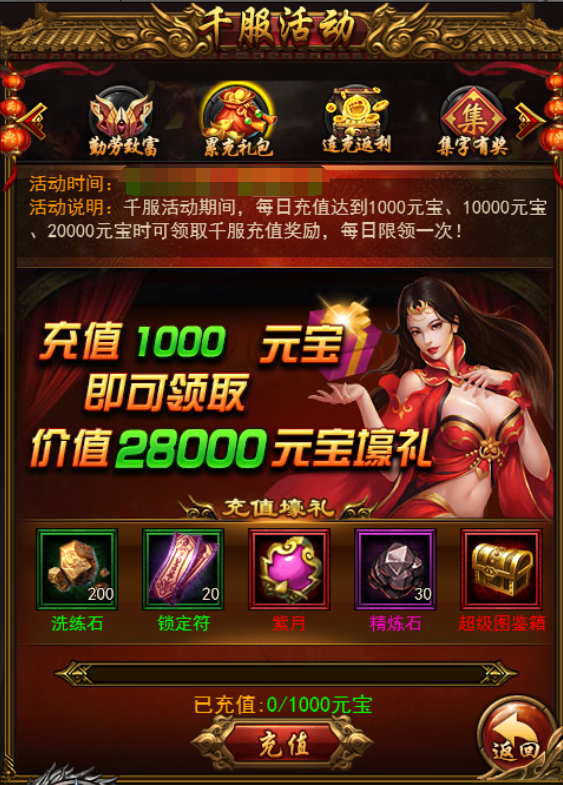 千服活动
勤劳致富
累充礼包
连充返利
集
集字有奖
活动时间：
活动说明：千服活动期间，每日充值达到1000元宝、10000元宝
、20000元宝时可领取千服充值奖励，每日限领一次！
充值 1000 元宝
即可领取
价值28000元宝壕礼
充值壕礼
200
20
30
洗练石
锁定符
紫月
精炼石
超级图鉴箱
已充值:0/1000元宝
充值
返回